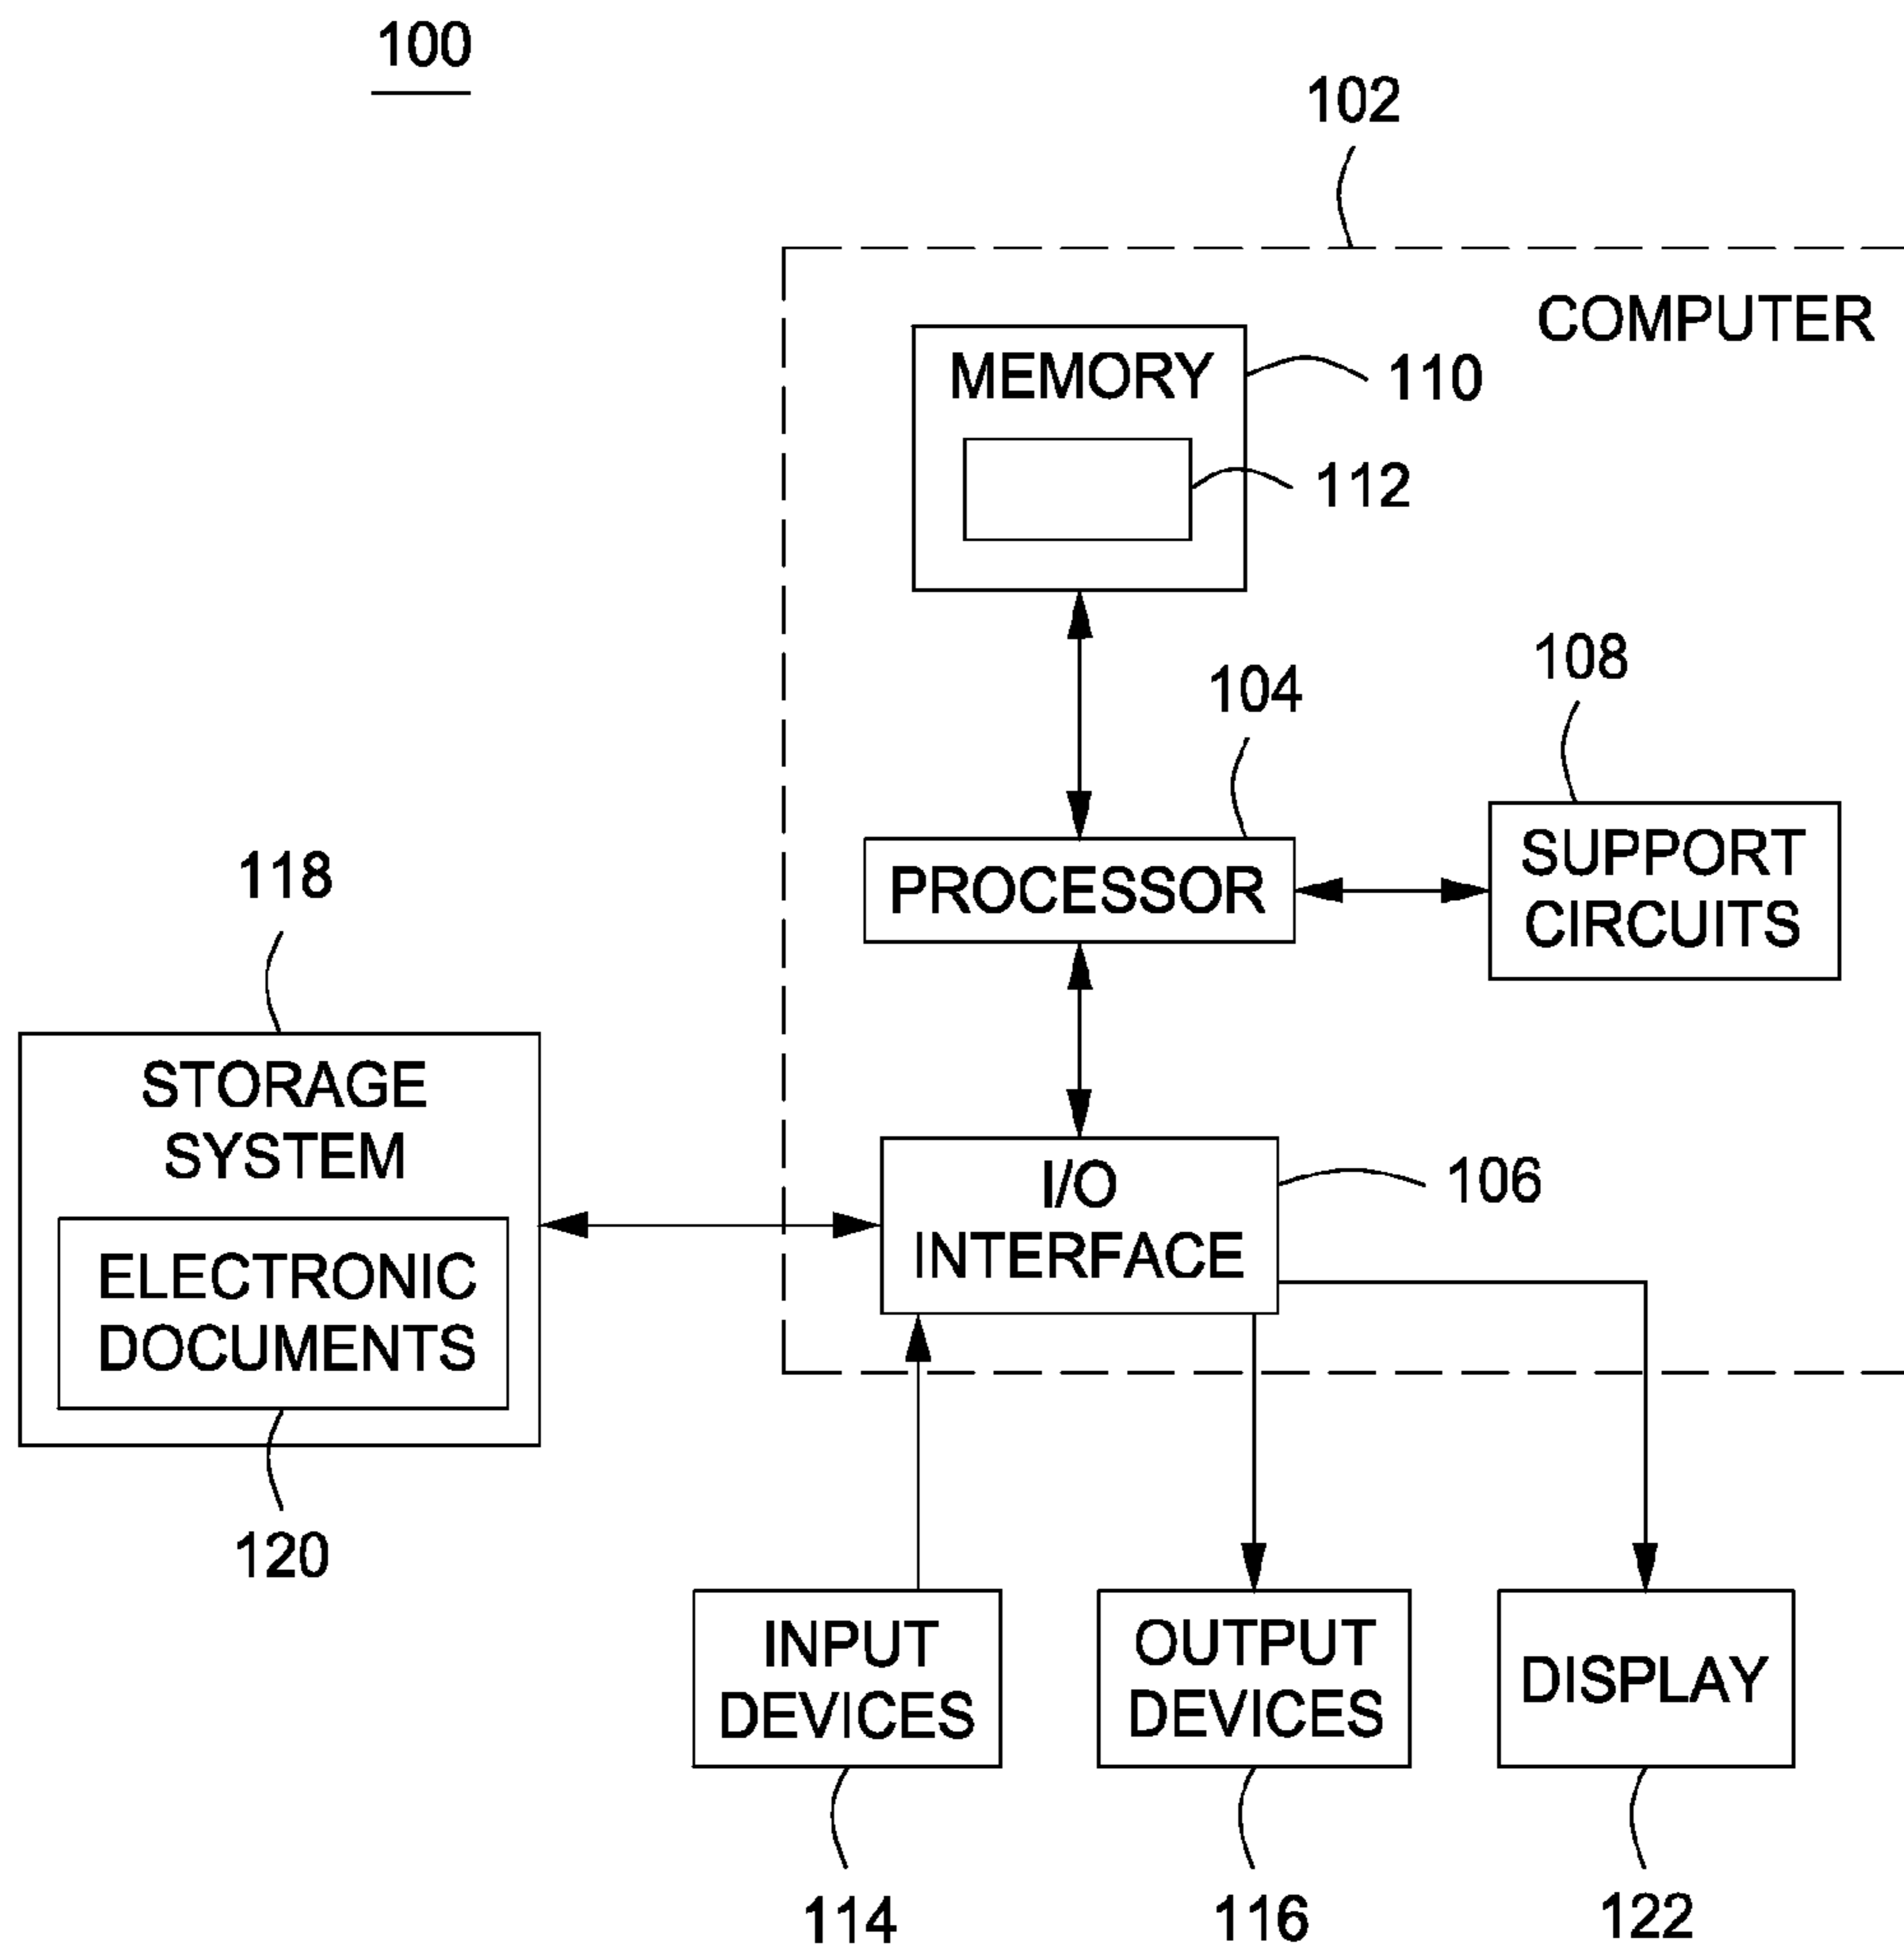 100
102
COMPUTER
MEMORY
110
112
104
108
PROCESSOR
SUPPORT
CIRCUITS
118
STORAGE
SYSTEM
ELECTRONIC
DOCUMENTS
120
I/O
INTERFACE
106
INPUT
DEVICES
OUTPUT
DEVICES
DISPLAY
114
116
122